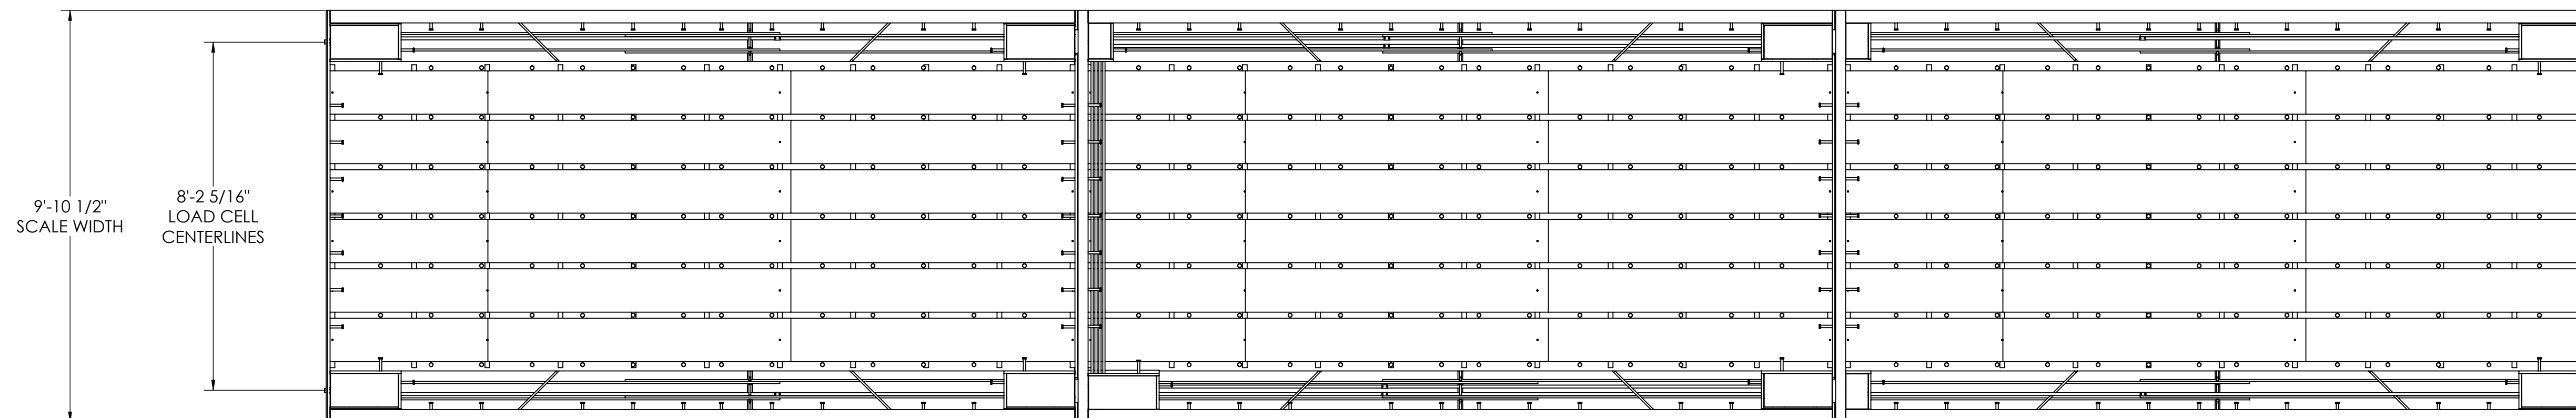 9'-10 1/2"
SCALE WIDTH
8'-2 5/16"
LOAD CELL
CENTERLINES